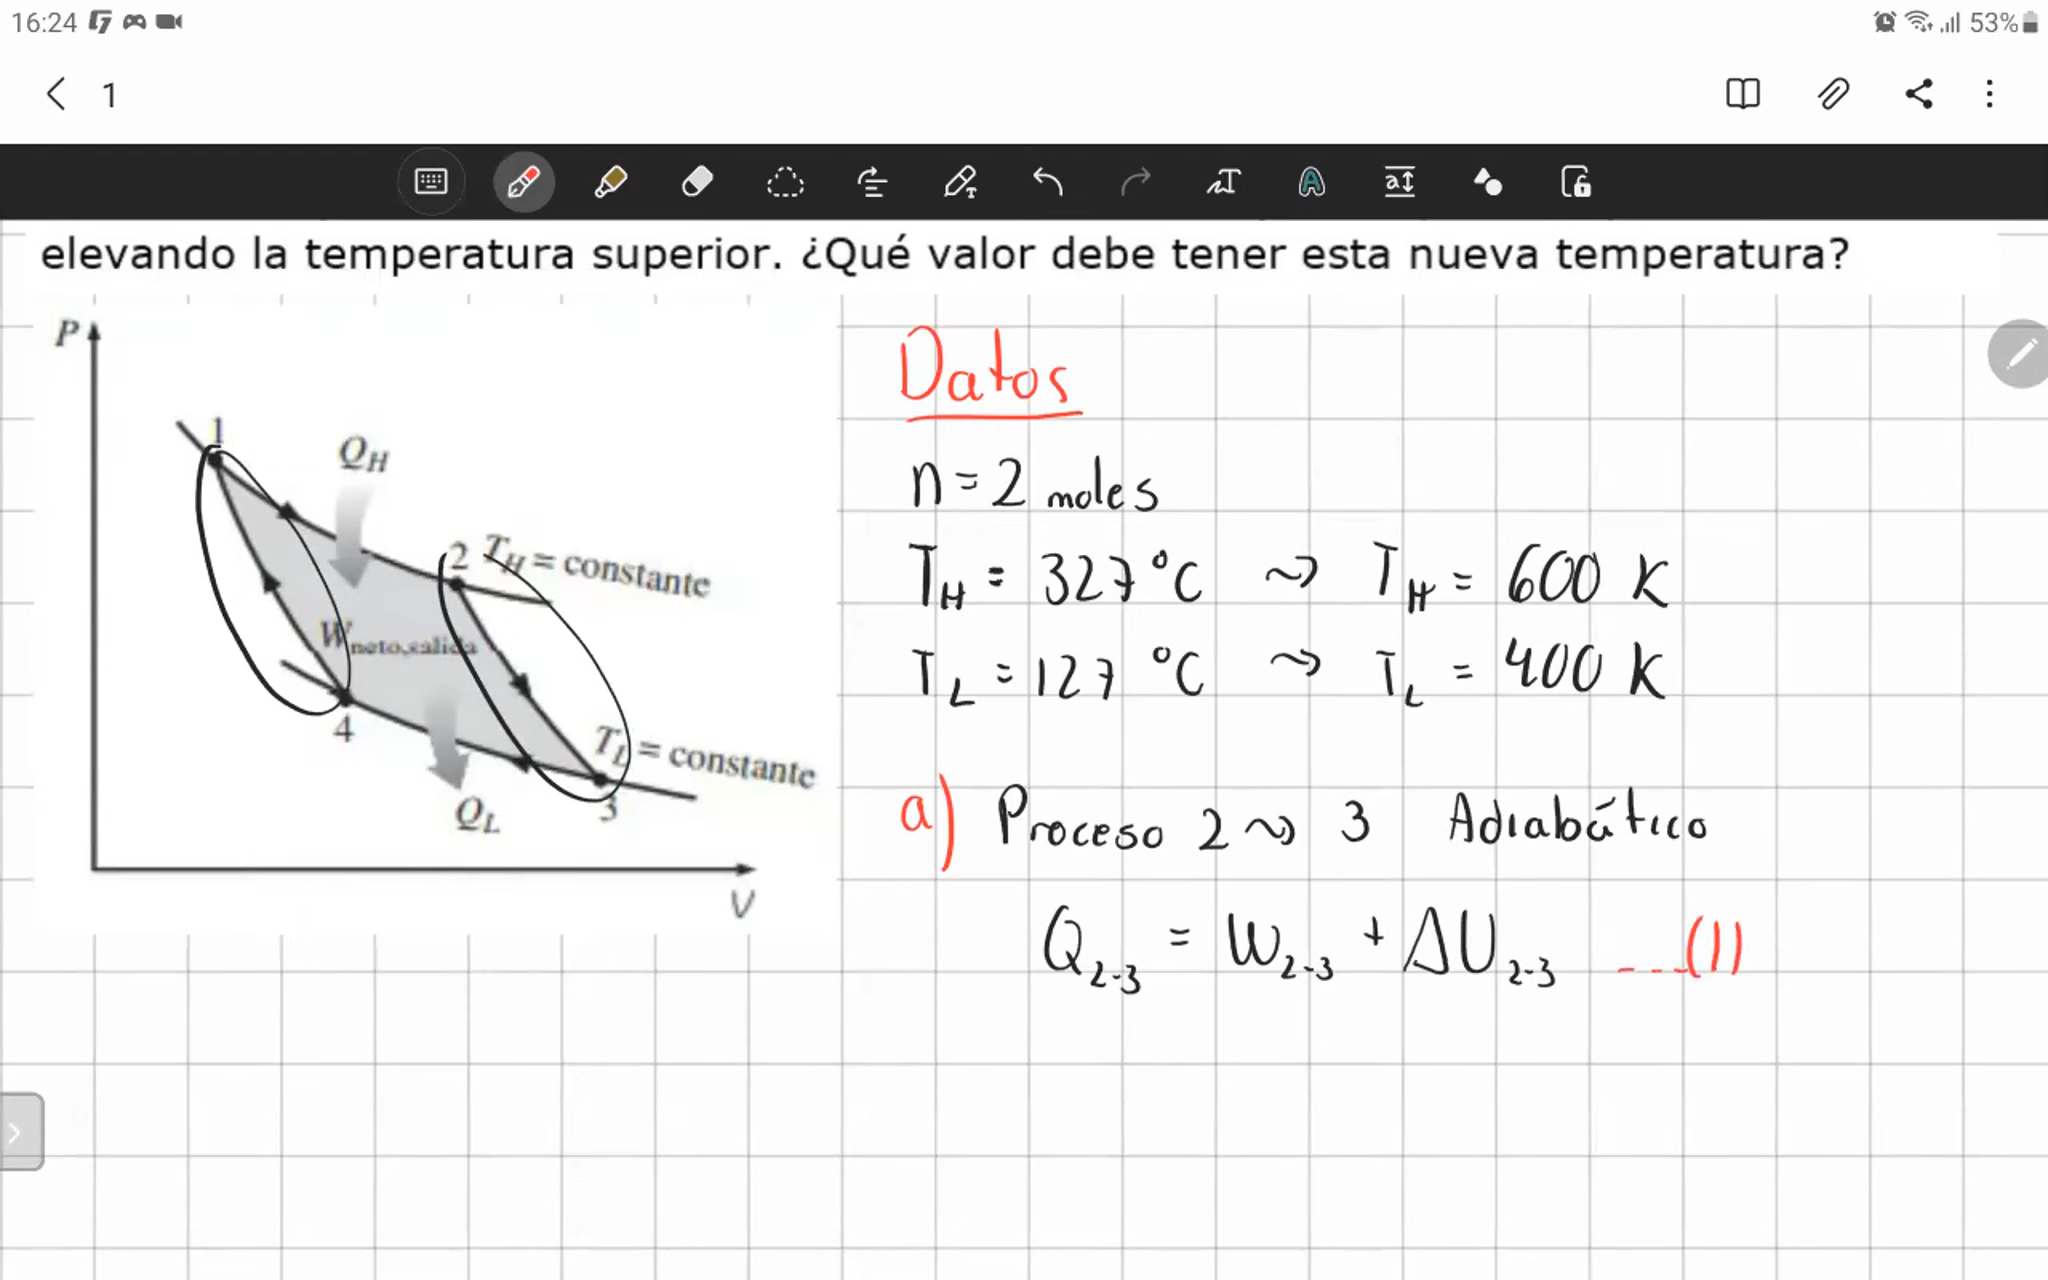 16:24 53%
1
elevando la temperatura superior. ¿Qué valor debe tener esta nueva temperatura?
P
1
Q_H
2 T_H = constante
W_neto,salida
4
T_L = constante
3
Q_L
V
Datos
n = 2 moles
T_H = 327 °C ⇝ T_H = 600 K
T_L = 127 °C ⇝ T_L = 400 K
a) Proceso 2 ⇝ 3 Adiabático
Q_2-3 = W_2-3 + ΔU_2-3 ...(1)